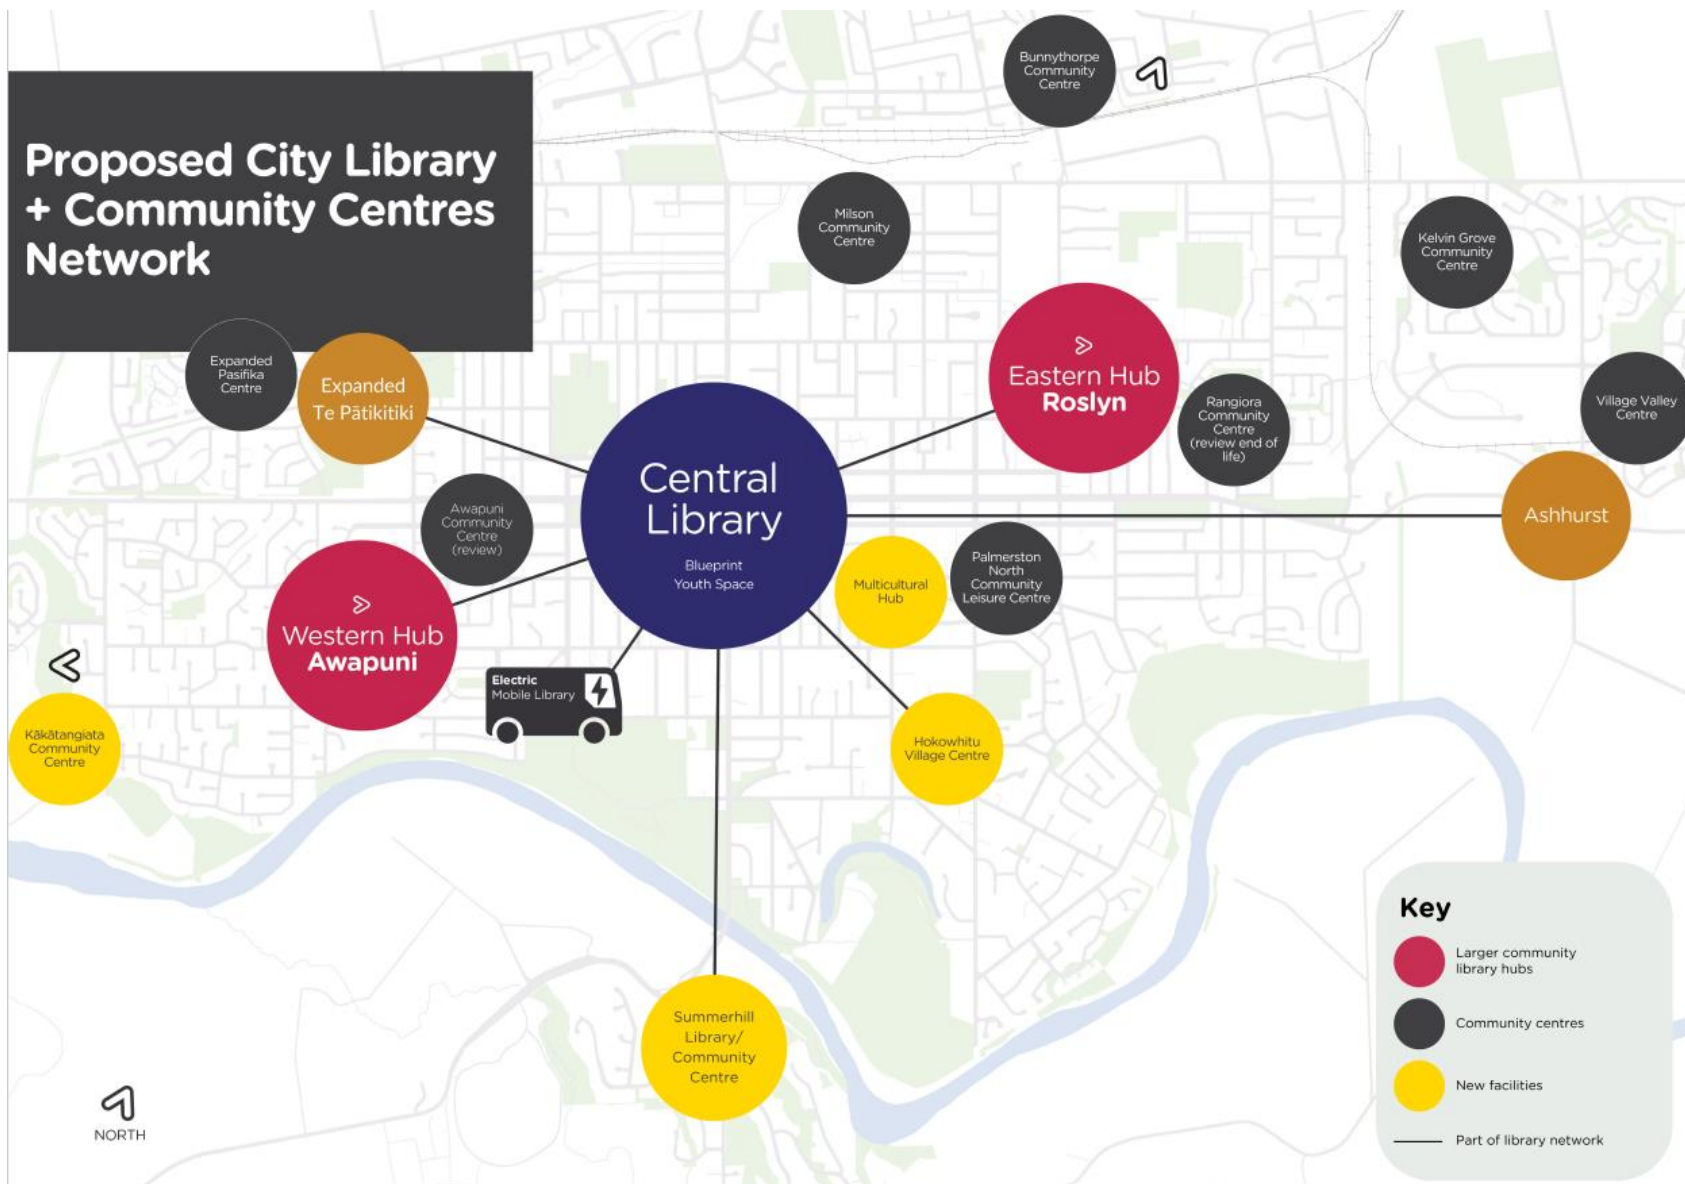 Proposed City Library
+ Community Centres
Network
Bunnythorpe
Community
Centre
Milson
Community
Centre
Kelvin Grove
Community
Centre
Expanded
Pasifika
Centre
Expanded
Te Pātikitiki
Eastern Hub
Roslyn
Rangiora
Community
Centre
(review end of
life)
Village Valley
Centre
Awapuni
Community
Centre
(review)
Central
Library
Blueprint
Youth Space
Ashhurst
Multicultural
Hub
Palmerston
North
Community
Leisure Centre
Western Hub
Awapuni
Electric
Mobile Library
Kākātangiata
Community
Centre
Hokowhitu
Village Centre
Summerhill
Library/
Community
Centre
NORTH
Key
Larger community
library hubs
Community centres
New facilities
Part of library network